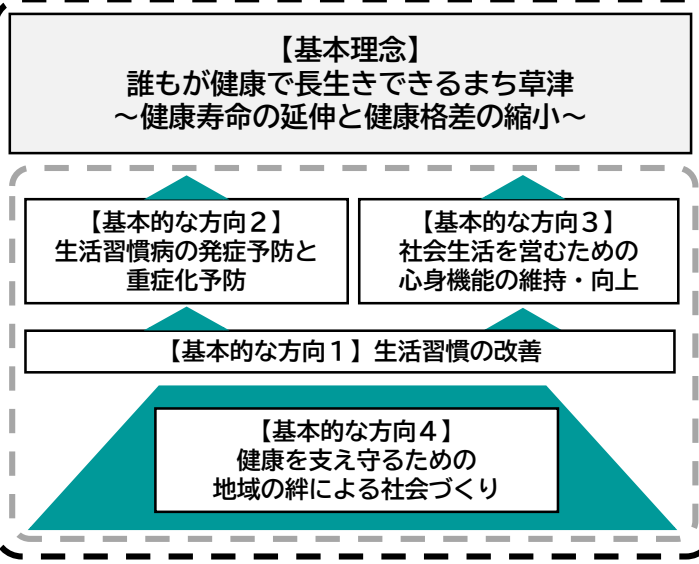 【基本理念】
誰もが健康で長生きできるまち草津
～健康寿命の延伸と健康格差の縮小～
【基本的な方向２】
生活習慣病の発症予防と
重症化予防
【基本的な方向３】
社会生活を営むための
心身機能の維持・向上
【基本的な方向１】生活習慣の改善
【基本的な方向４】
健康を支え守るための
地域の絆による社会づくり